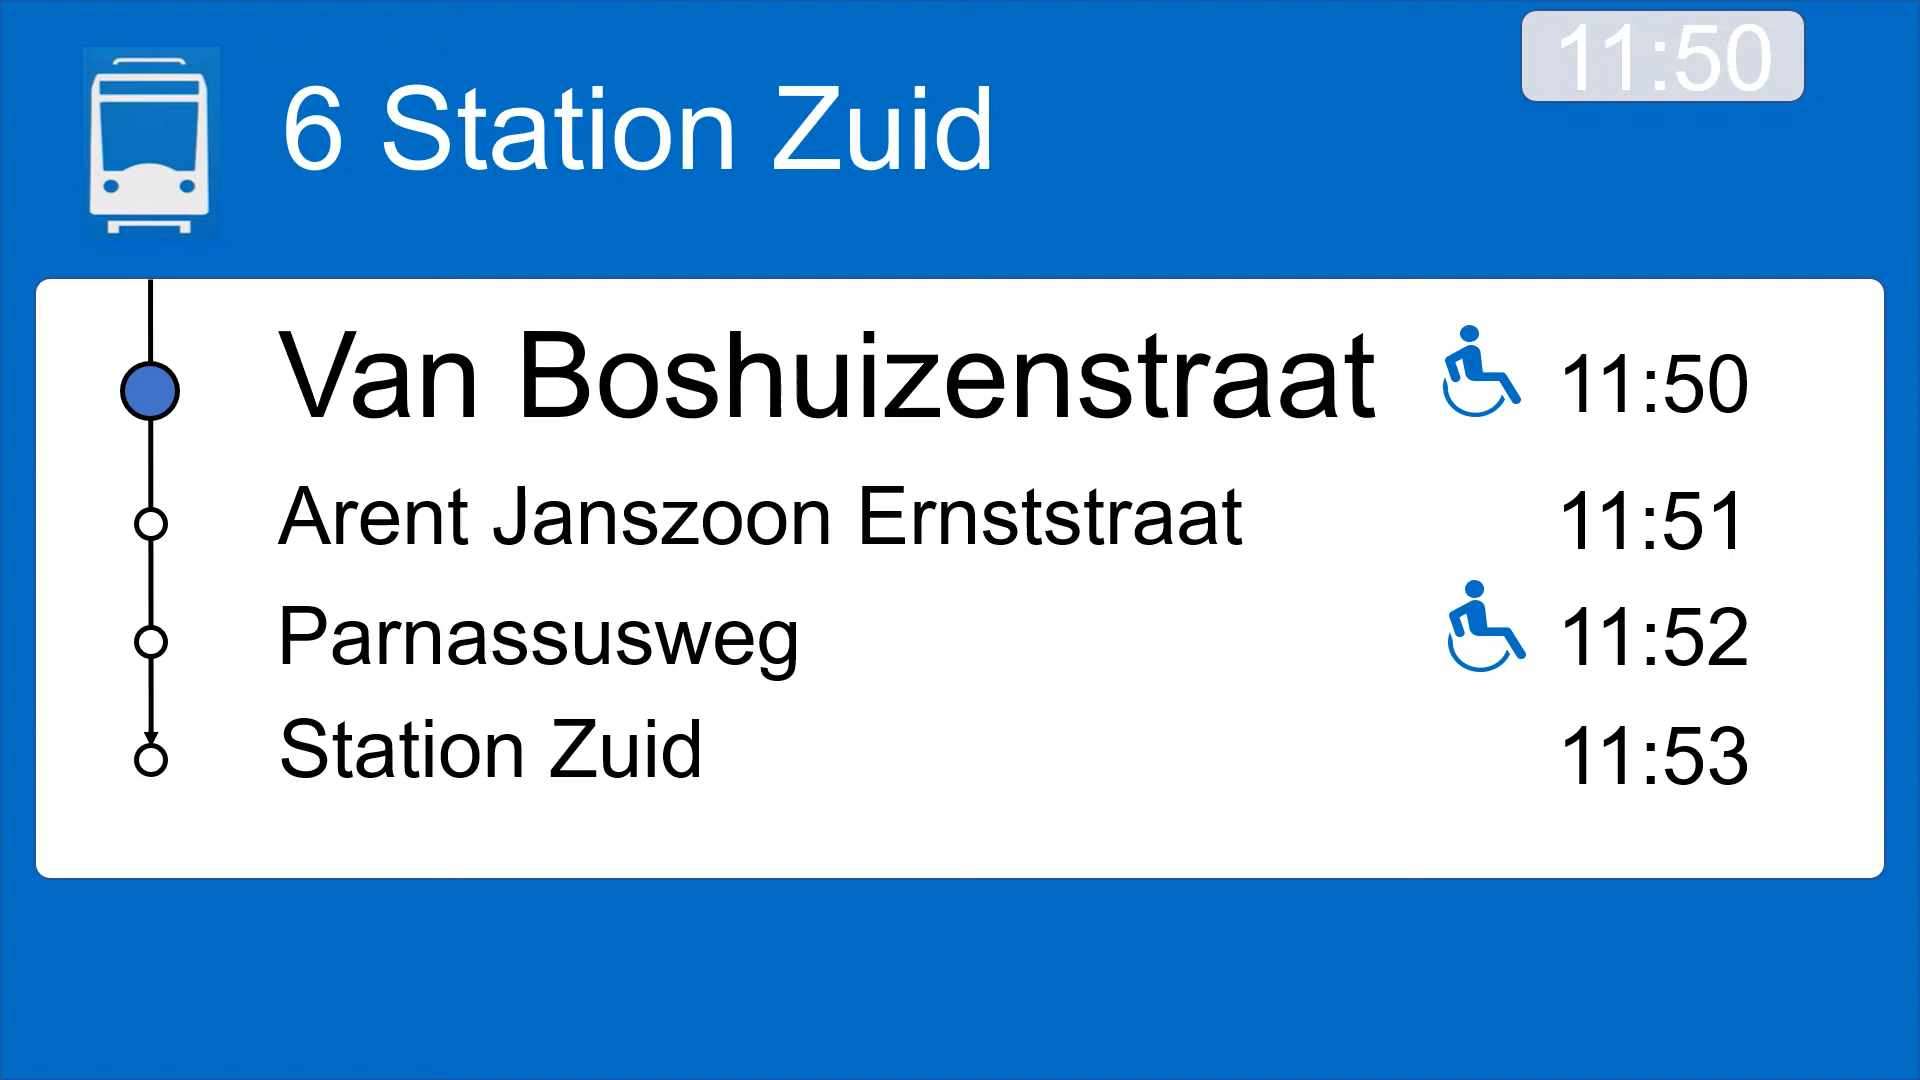 11:50
6 Station Zuid
Van Boshuizenstraat 11:50
Arent Janszoon Ernststraat 11:51
Parnassusweg 11:52
Station Zuid 11:53